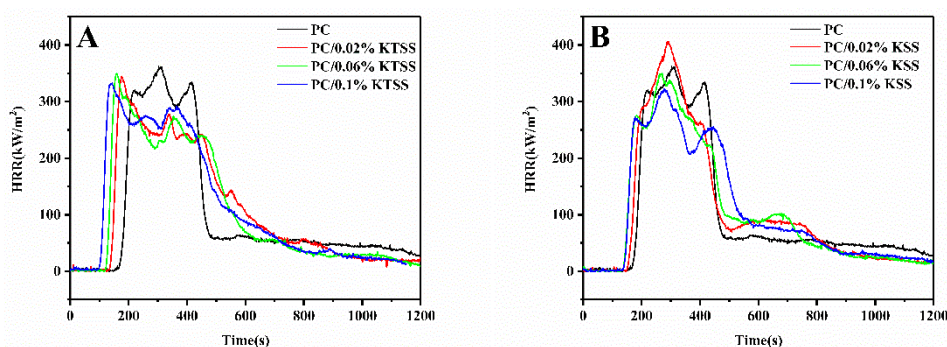 A
PC
PC/0.02% KTSS
PC/0.06% KTSS
PC/0.1% KTSS
HRR(kW/m²)
400
300
200
100
0
0 200 400 600 800 1000 1200
Time(s)
B
PC
PC/0.02% KSS
PC/0.06% KSS
PC/0.1% KSS
HRR(kW/m²)
400
300
200
100
0
0 200 400 600 800 1000 1200
Time(s)